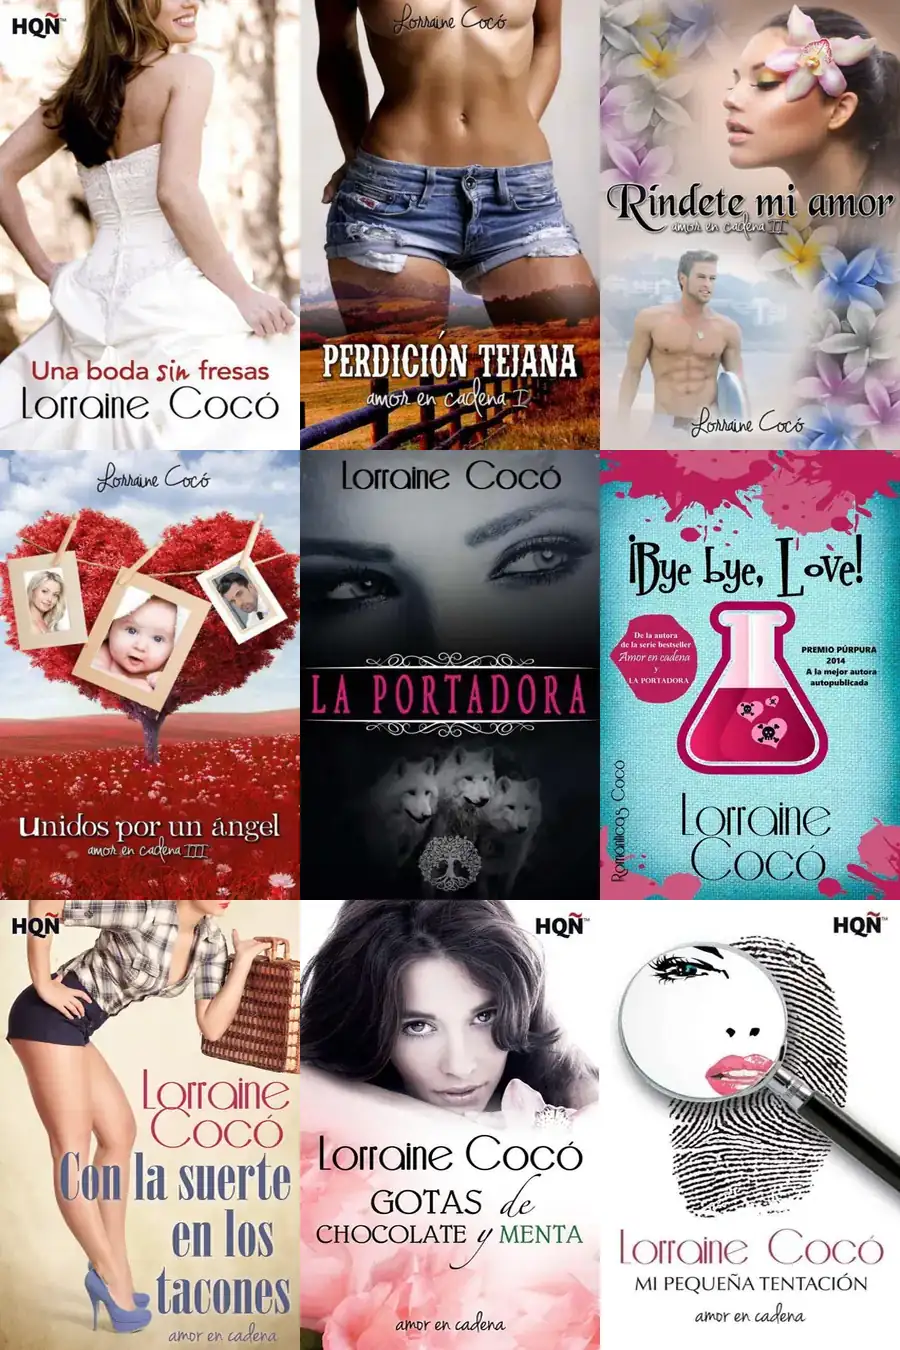 HQÑ™
Una boda sin fresas
Lorraine Cocó
Lorraine Cocó
PERDICIÓN TEJANA
amor en cadena I
Ríndete mi amor
amor en cadena II
Lorraine Cocó
Lorraine Cocó
Unidos por un ángel
amor en cadena III
Lorraine Cocó
LA PORTADORA
¡Bye bye, Love!
De la autora
de la serie bestseller
Amor en cadena
y
LA PORTADORA
PREMIO PÚRPURA
2014
A la mejor autora
autopublicada
Románticas Cocó
Lorraine
Cocó
HQÑ™
Lorraine
Cocó
Con la suerte
en los
tacones
amor en cadena
HQÑ™
Lorraine Cocó
GOTAS de
CHOCOLATE y MENTA
amor en cadena
HQÑ™
Lorraine Cocó
MI PEQUEÑA TENTACIÓN
amor en cadena